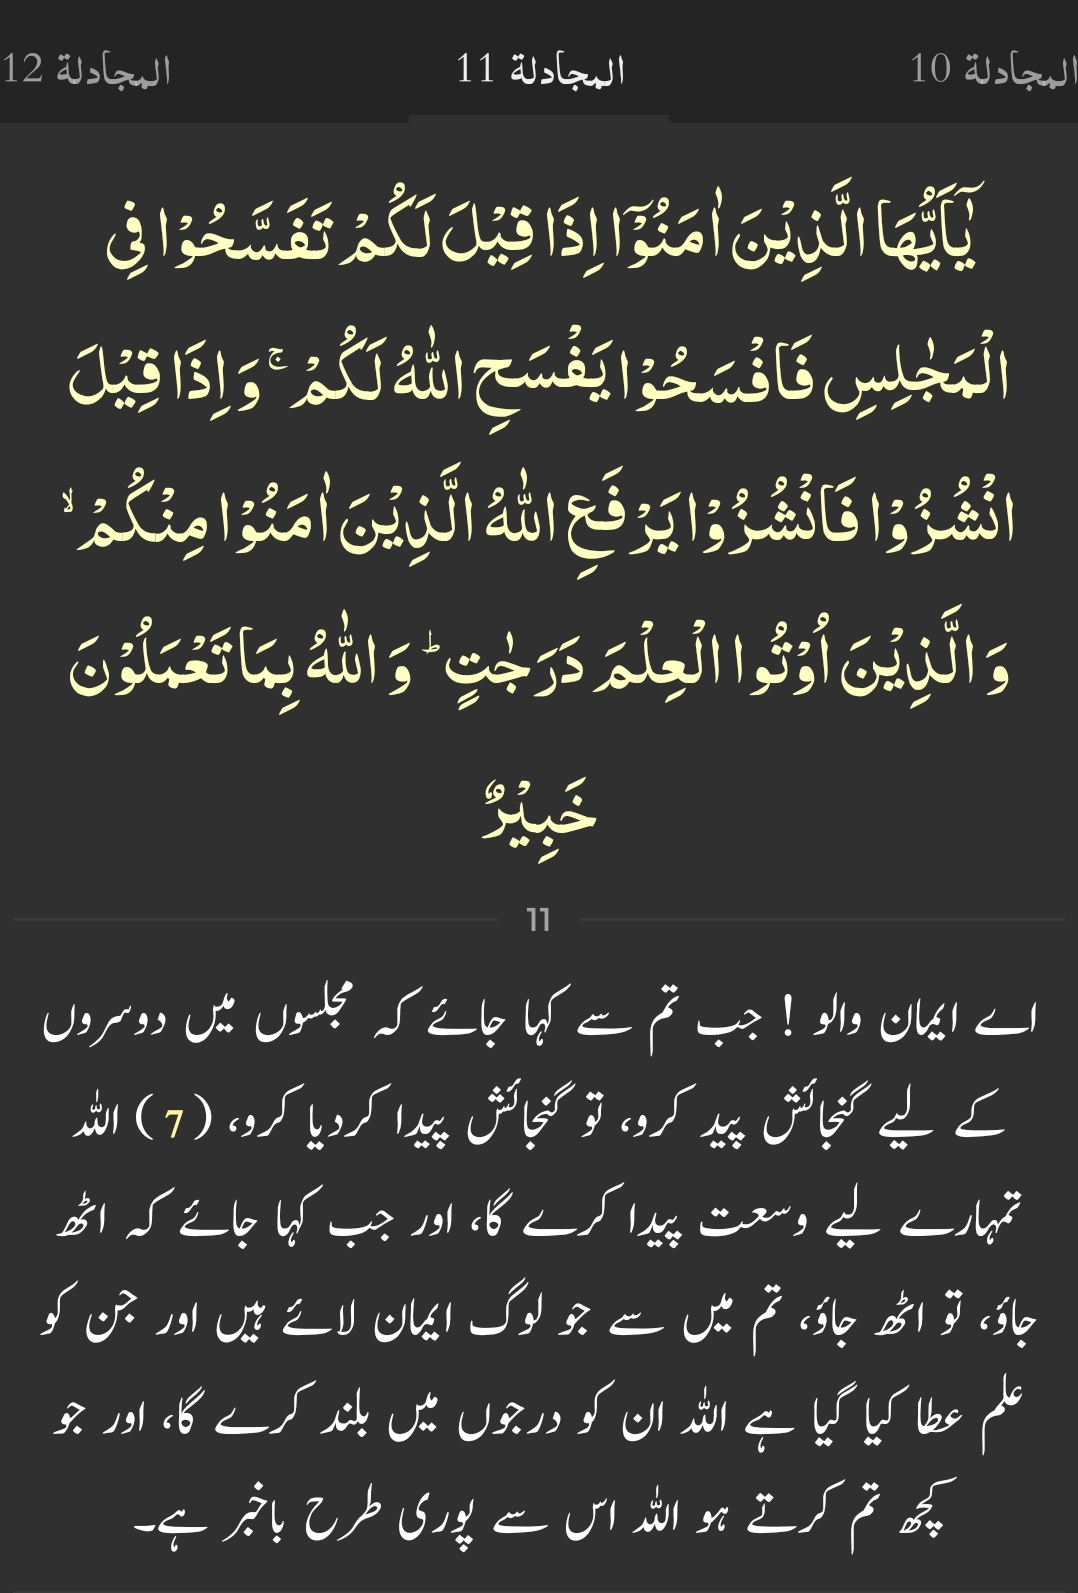 المجادلة 10
المجادلة 11
المجادلة 12
يٰۤاَيُّهَا الَّذِيْنَ اٰمَنُوْۤا اِذَا قِيْلَ لَكُمْ تَفَسَّحُوْا فِى
الْمَجٰلِسِ فَافْسَحُوْا يَفْسَحِ اللّٰهُ لَكُمْ ۚ وَ اِذَا قِيْلَ
انْشُزُوْا فَانْشُزُوْا يَرْفَعِ اللّٰهُ الَّذِيْنَ اٰمَنُوْا مِنْكُمْ ۙ
وَ الَّذِيْنَ اُوْتُوا الْعِلْمَ دَرَجٰتٍ ؕ وَ اللّٰهُ بِمَا تَعْمَلُوْنَ
خَبِيْرٌ
11
اے ایمان والو ! جب تم سے کہا جائے کہ مجلسوں میں دوسروں
کے لیے گنجائش پید کرو، تو گنجائش پیدا کردیا کرو، ( 7 ) اللہ
تمہارے لیے وسعت پیدا کرے گا، اور جب کہا جائے کہ اٹھ
جاؤ، تو اٹھ جاؤ، تم میں سے جو لوگ ایمان لائے ہیں اور جن کو
علم عطا کیا گیا ہے اللہ ان کو درجوں میں بلند کرے گا، اور جو
کچھ تم کرتے ہو اللہ اس سے پوری طرح باخبر ہے۔